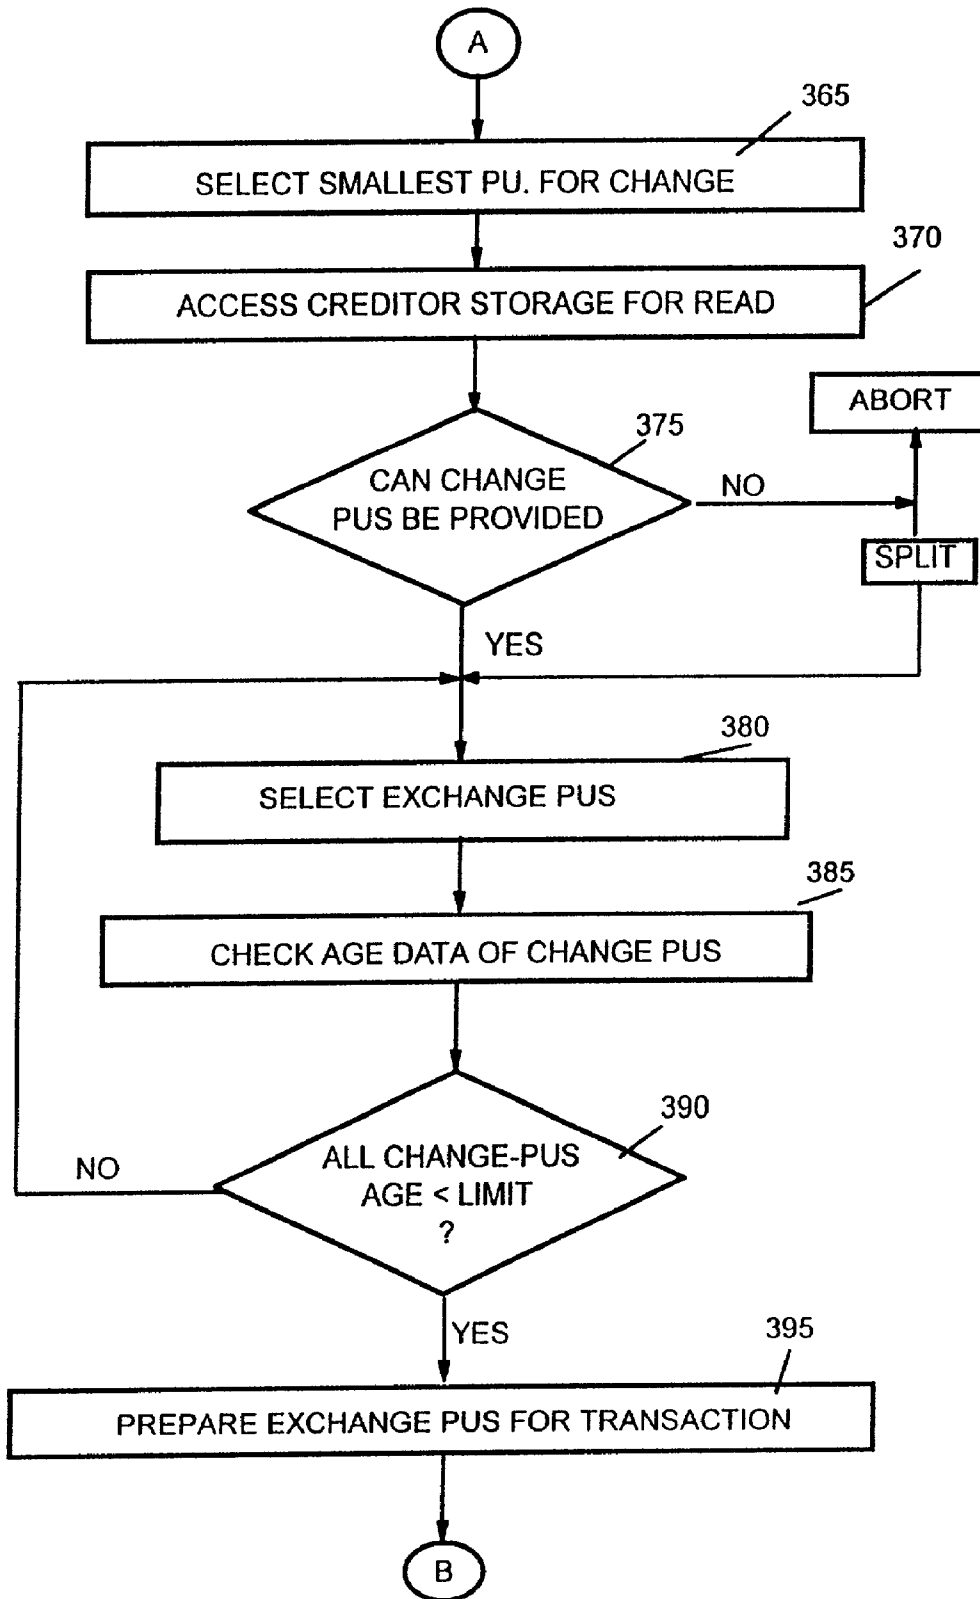 A
365
SELECT SMALLEST PU. FOR CHANGE
370
ACCESS CREDITOR STORAGE FOR READ
ABORT
375
CAN CHANGE
PUS BE PROVIDED
NO
SPLIT
YES
380
SELECT EXCHANGE PUS
385
CHECK AGE DATA OF CHANGE PUS
390
ALL CHANGE-PUS
AGE < LIMIT
?
NO
YES
395
PREPARE EXCHANGE PUS FOR TRANSACTION
B